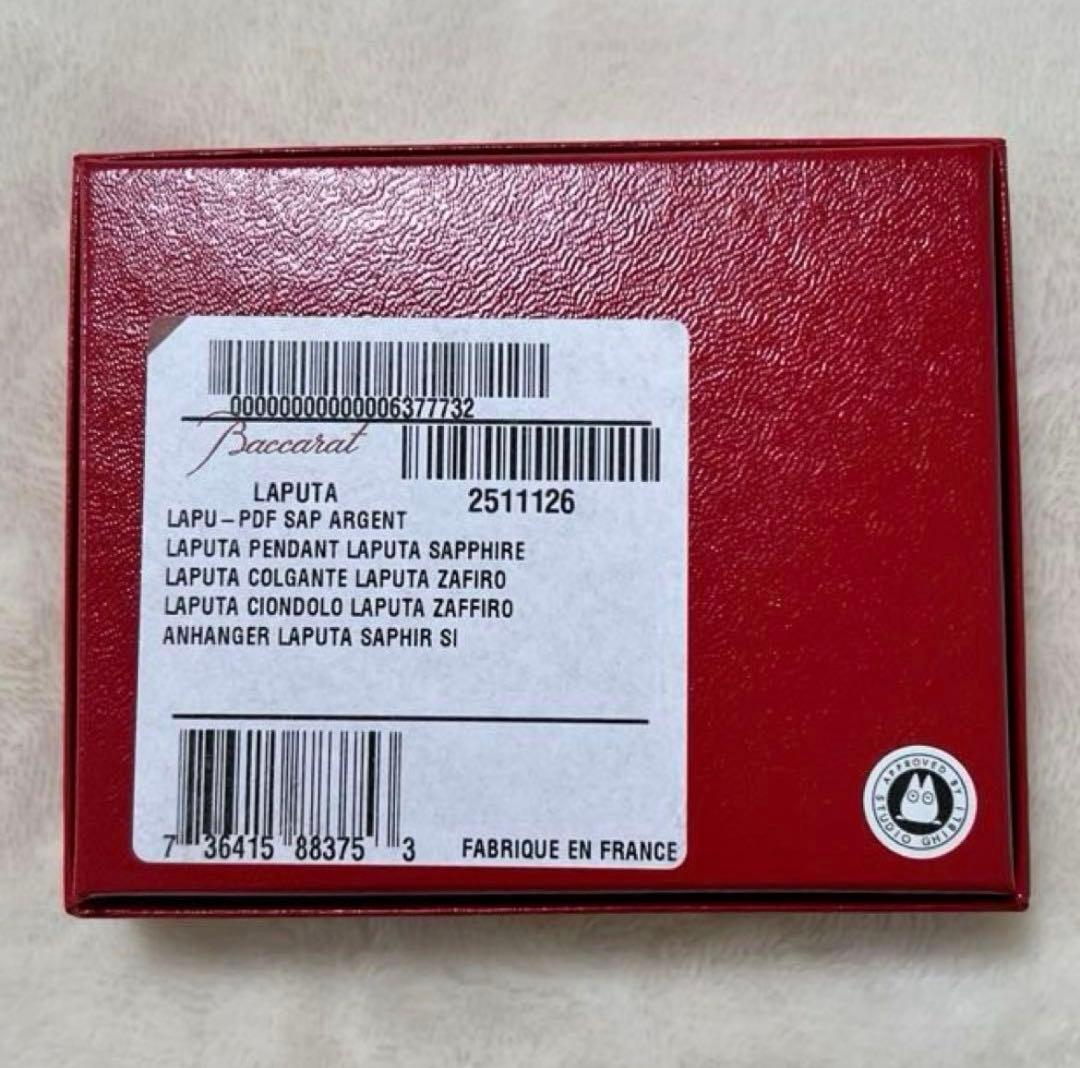 00000000000006377732
Baccarat
LAPUTA
2511126
LAPU-PDF SAP ARGENT
LAPUTA PENDANT LAPUTA SAPPHIRE
LAPUTA COLGANTE LAPUTA ZAFIRO
LAPUTA CIONDOLO LAPUTA ZAFFIRO
ANHANGER LAPUTA SAPHIR SI
7 36415 88375 3
FABRIQUE EN FRANCE
APPROVED BY STUDIO GHIBLI